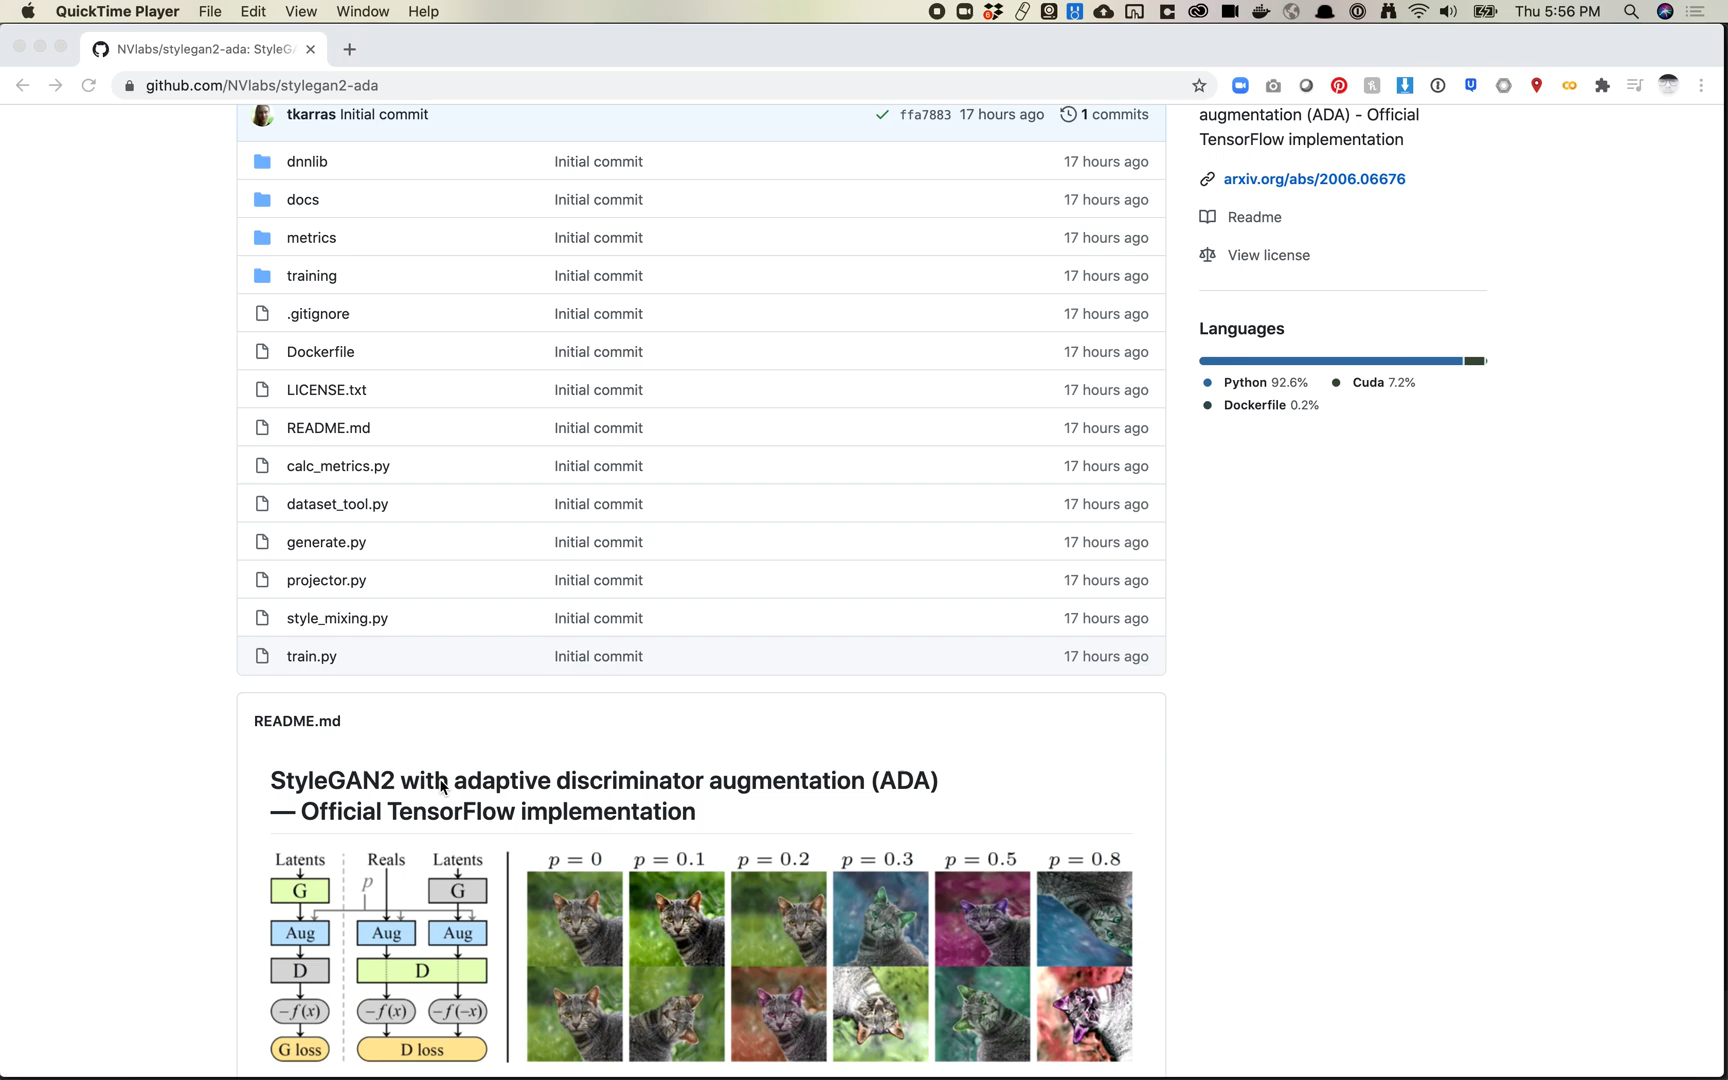 QuickTime Player File Edit View Window Help Thu 5:56 PM
NVlabs/stylegan2-ada: StyleG
github.com/NVlabs/stylegan2-ada
tkarras Initial commit ffa7883 17 hours ago 1 commits
dnnlib Initial commit 17 hours ago
docs Initial commit 17 hours ago
metrics Initial commit 17 hours ago
training Initial commit 17 hours ago
.gitignore Initial commit 17 hours ago
Dockerfile Initial commit 17 hours ago
LICENSE.txt Initial commit 17 hours ago
README.md Initial commit 17 hours ago
calc_metrics.py Initial commit 17 hours ago
dataset_tool.py Initial commit 17 hours ago
generate.py Initial commit 17 hours ago
projector.py Initial commit 17 hours ago
style_mixing.py Initial commit 17 hours ago
train.py Initial commit 17 hours ago
augmentation (ADA) - Official
TensorFlow implementation
arxiv.org/abs/2006.06676
Readme
View license
Languages
Python 92.6% Cuda 7.2%
Dockerfile 0.2%
README.md
StyleGAN2 with adaptive discriminator augmentation (ADA)
— Official TensorFlow implementation
Latents Reals Latents
p
G G
Aug Aug Aug
D D
−f(x) −f(x) −f(−x)
G loss D loss
p = 0 p = 0.1 p = 0.2 p = 0.3 p = 0.5 p = 0.8